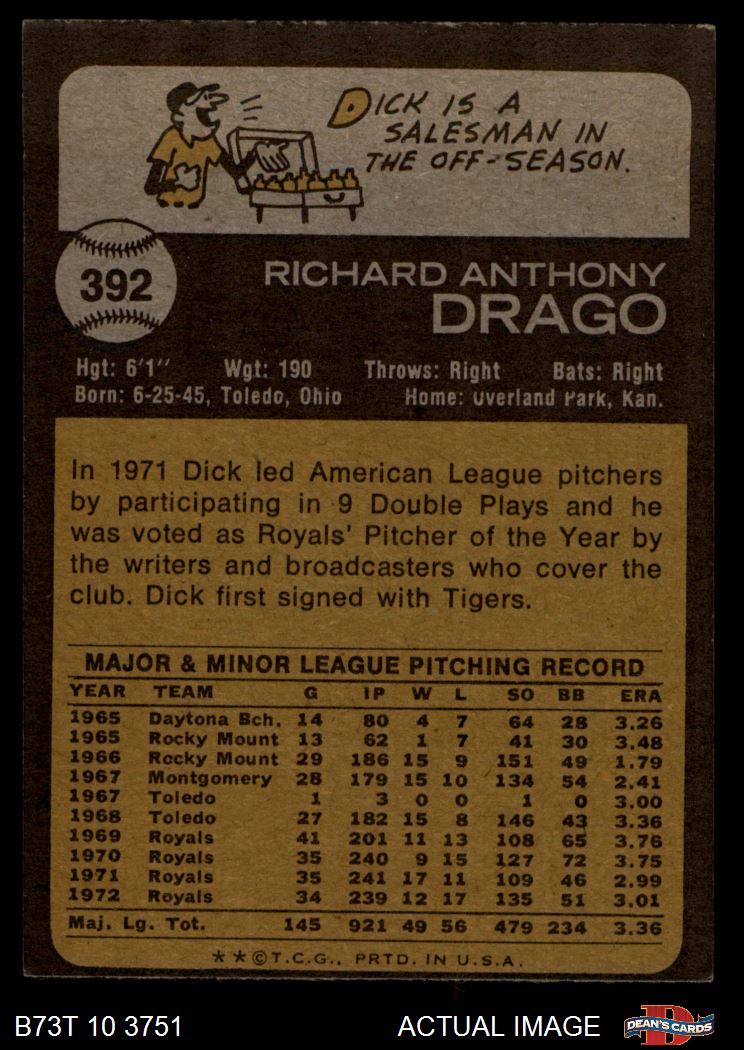 DICK IS A
SALESMAN IN
THE OFF-SEASON.
392
RICHARD ANTHONY
DRAGO
Hgt: 6'1" Wgt: 190 Throws: Right Bats: Right
Born: 6-25-45, Toledo, Ohio Home: Overland Park, Kan.
In 1971 Dick led American League pitchers
by participating in 9 Double Plays and he
was voted as Royals' Pitcher of the Year by
the writers and broadcasters who cover the
club. Dick first signed with Tigers.
MAJOR & MINOR LEAGUE PITCHING RECORD
YEAR TEAM G IP W L SO BB ERA
1965 Daytona Bch. 14 80 4 7 64 28 3.26
1965 Rocky Mount 13 62 1 7 41 30 3.48
1966 Rocky Mount 29 186 15 9 151 49 1.79
1967 Montgomery 28 179 15 10 134 54 2.41
1967 Toledo 1 3 0 0 1 0 3.00
1968 Toledo 27 182 15 8 146 43 3.36
1969 Royals 41 201 11 13 108 65 3.76
1970 Royals 35 240 9 15 127 72 3.75
1971 Royals 35 241 17 11 109 46 2.99
1972 Royals 34 239 12 17 135 51 3.01
Maj. Lg. Tot. 145 921 49 56 479 234 3.36
**©T.C.G., PRTD. IN U.S.A.
B73T 10 3751 ACTUAL IMAGE DEAN'S CARDS